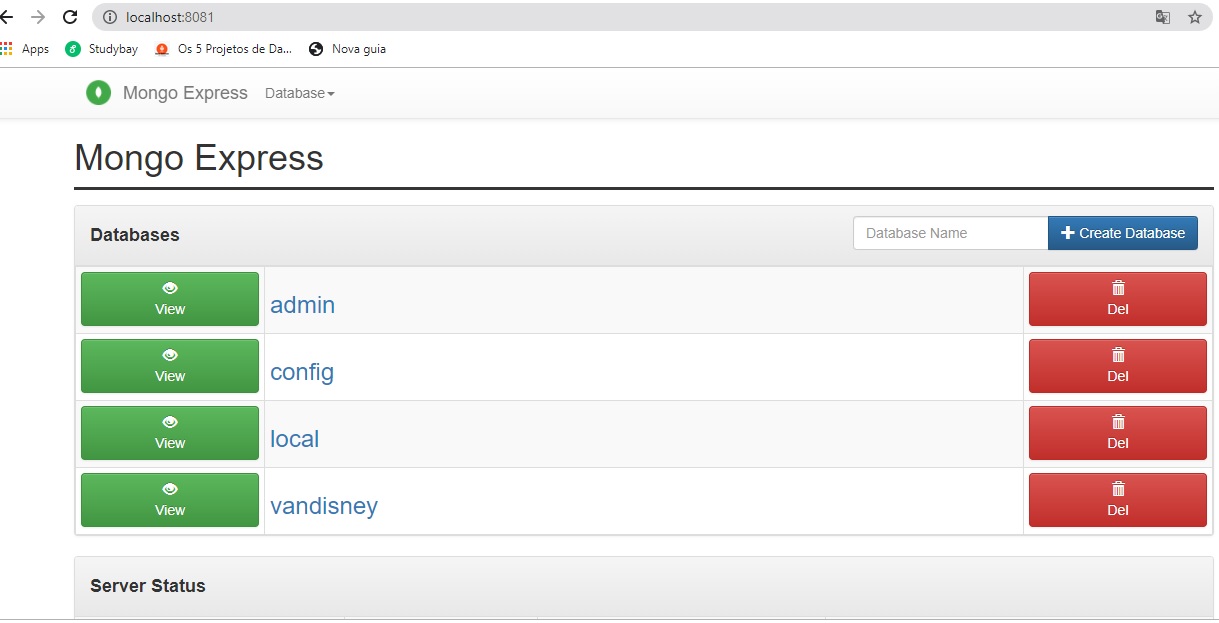 localhost:8081
Apps Studybay Os 5 Projetos de Da... Nova guia
Mongo Express Database
Mongo Express
Databases Database Name Create Database
View admin Del
View config Del
View local Del
View vandisney Del
Server Status